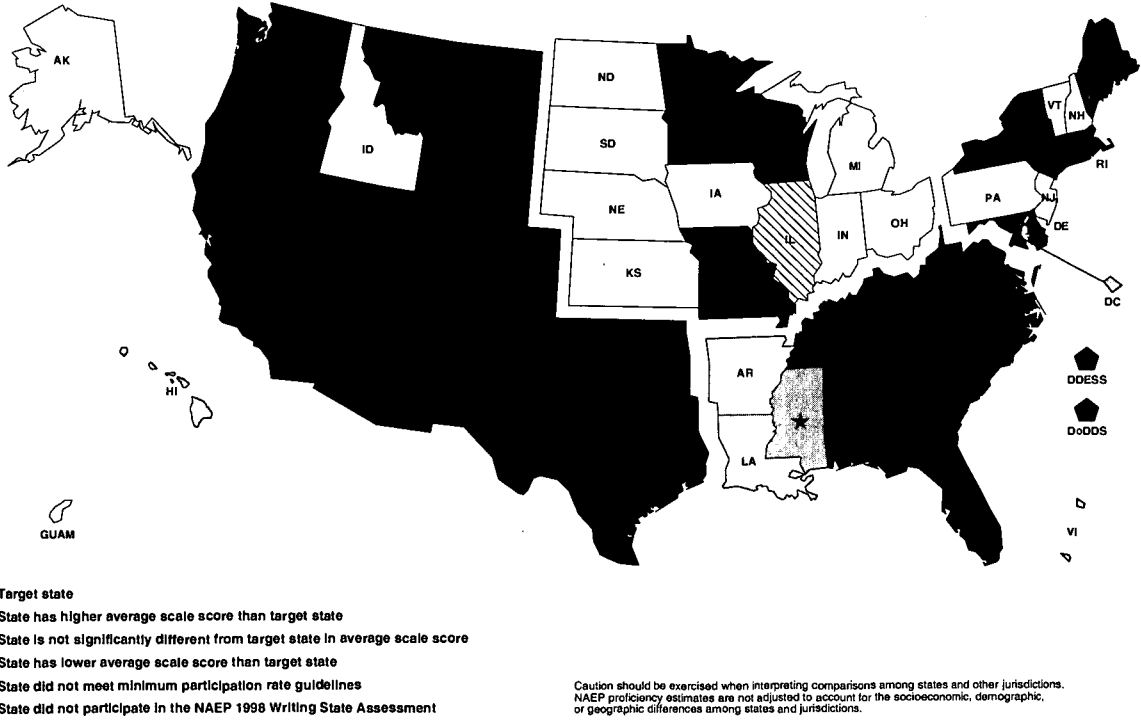 AK
ND
VT
NH
ID
SD
MI
RI
IA
PA
NJ
NE
IL
IN
OH
DE
KS
DC
HI
AR
DDESS
DoDDS
LA
GUAM
VI
Target state
State has higher average scale score than target state
State is not significantly different from target state in average scale score
State has lower average scale score than target state
State did not meet minimum participation rate guidelines
State did not participate in the NAEP 1998 Writing State Assessment
Caution should be exercised when interpreting comparisons among states and other jurisdictions.
NAEP proficiency estimates are not adjusted to account for the socioeconomic, demographic,
or geographic differences among states and jurisdictions.